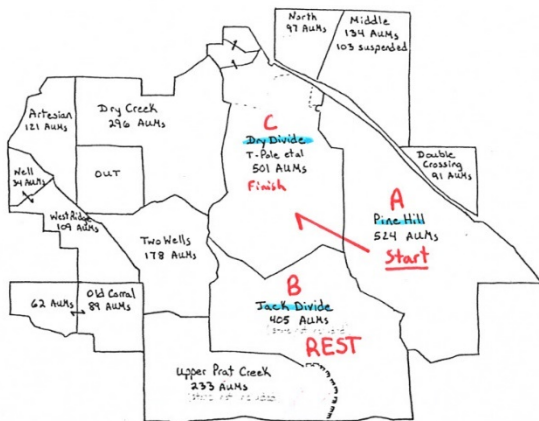 North
97 AUMs
Middle
134 AUMs
103 suspended
Artesian
121 AUMs
Dry Creek
296 AUMs
C
Dry Divide
T-Pole etal
501 AUMs
Finish
Double
Crossing
91 AUMs
OUT
Well
34 AUMs
A
Pine Hill
524 AUMs
Start
West Ridge
109 AUMs
Two Wells
178 AUMs
B
Jack Divide
405 AUMs
REST
62 AUMs
Old Corral
89 AUMs
Upper Prat Creek
233 AUMs